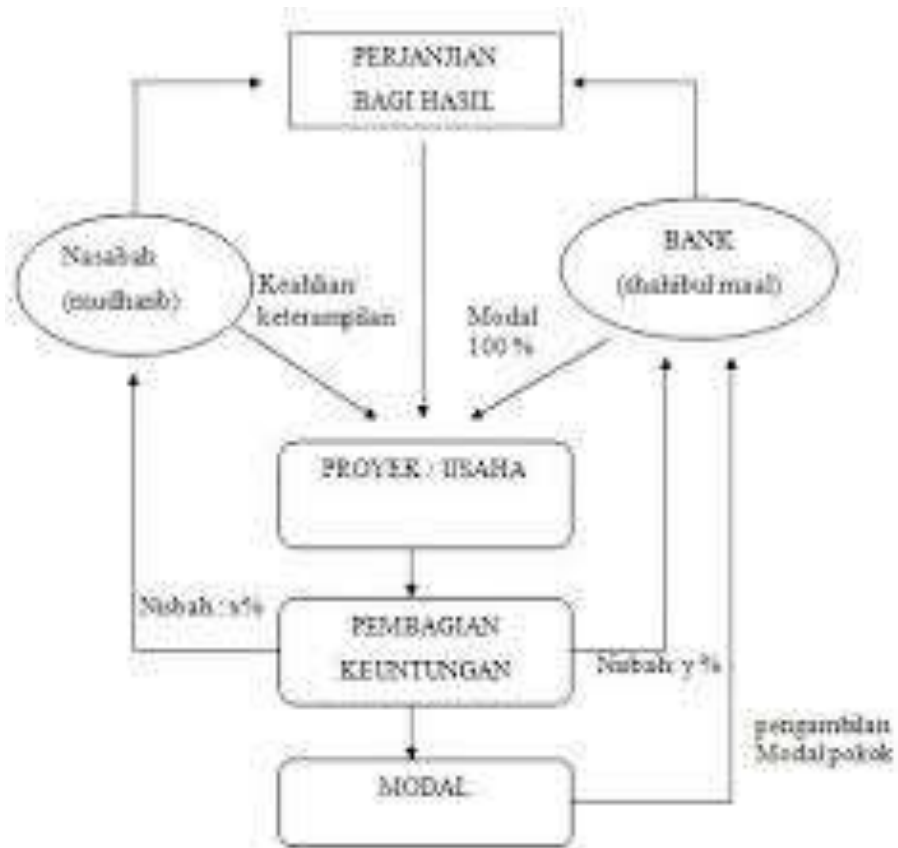 PERJANJIAN
BAGI HASIL
Nasabah
(mudharib)
BANK
(shahibul maal)
Keahlian
keterampilan
Modal
100 %
PROYEK / USAHA
Nisbah : x%
PEMBAGIAN
KEUNTUNGAN
Nisbah: y %
pengambilan
Modal pokok
MODAL